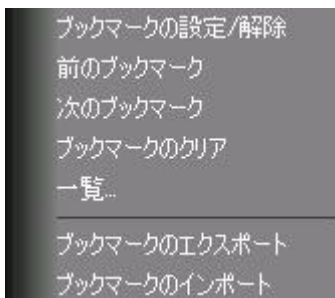 ブックマークの設定/解除
前のブックマーク
次のブックマーク
ブックマークのクリア
一覧...
ブックマークのエクスポート
ブックマークのインポート